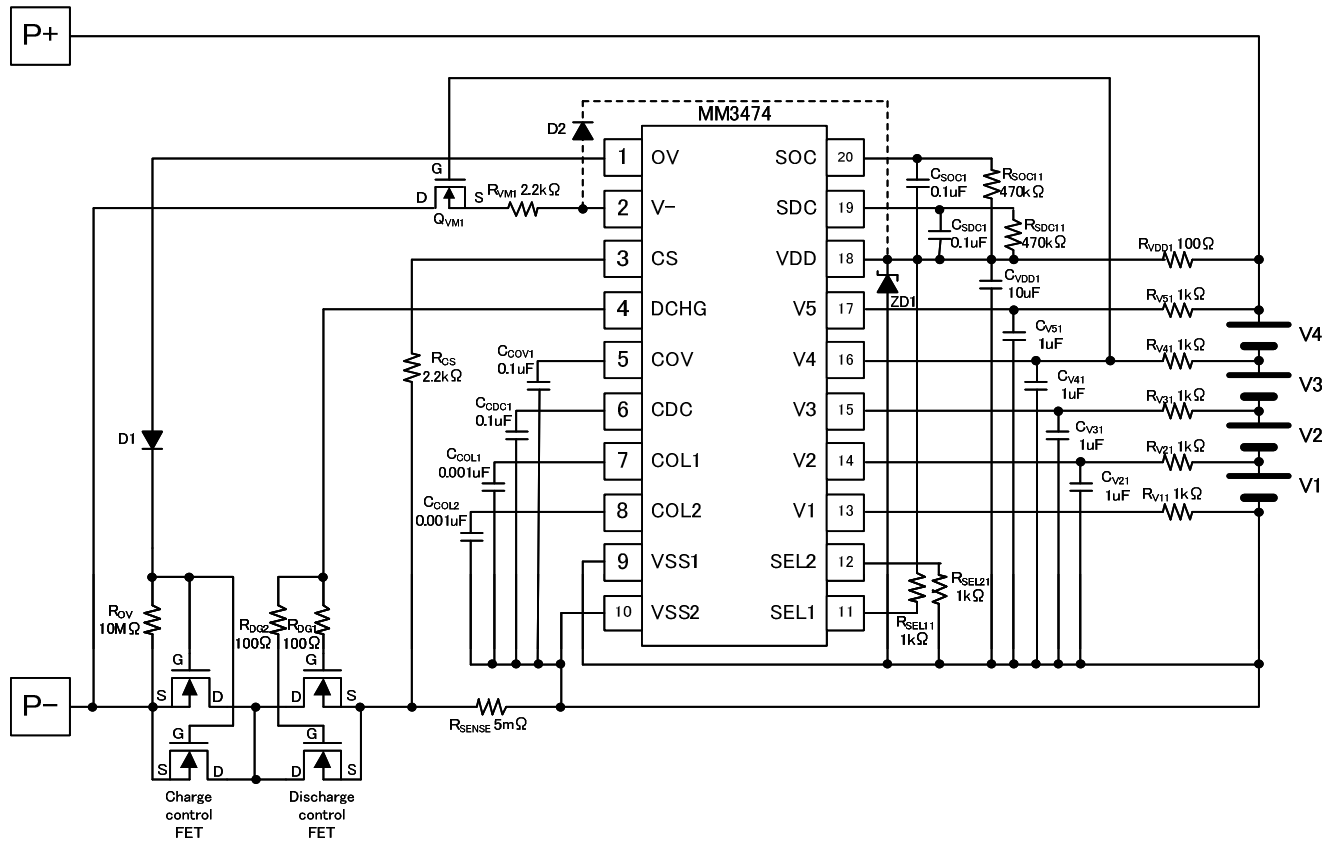 P+
MM3474
D2
1 OV SOC 20
2 V- SDC 19
3 CS VDD 18
4 DCHG V5 17
5 COV V4 16
6 CDC V3 15
7 COL1 V2 14
8 COL2 V1 13
9 VSS1 SEL2 12
10 VSS2 SEL1 11
G
D
S
QVM1
RVM1 2.2kΩ
CSOC1
0.1uF
RSOC11
470kΩ
CSDC1
0.1uF
RSDC11
470kΩ
RVDD1 100Ω
CVDD1
10uF
ZD1
RV51 1kΩ
CV51
1uF
V4
RV41 1kΩ
CV41
1uF
V3
RV31 1kΩ
CV31
1uF
V2
RV21 1kΩ
CV21
1uF
V1
RV11 1kΩ
RCS
2.2kΩ
CCOV1
0.1uF
CCDC1
0.1uF
CCOL1
0.001uF
CCOL2
0.001uF
D1
RSEL21
1kΩ
RSEL11
1kΩ
ROV
10MΩ
RDG2
100Ω
RDG1
100Ω
G
G
P-
S
D
D
S
RSENSE 5mΩ
G
G
S
D
D
S
Charge
control
FET
Discharge
control
FET